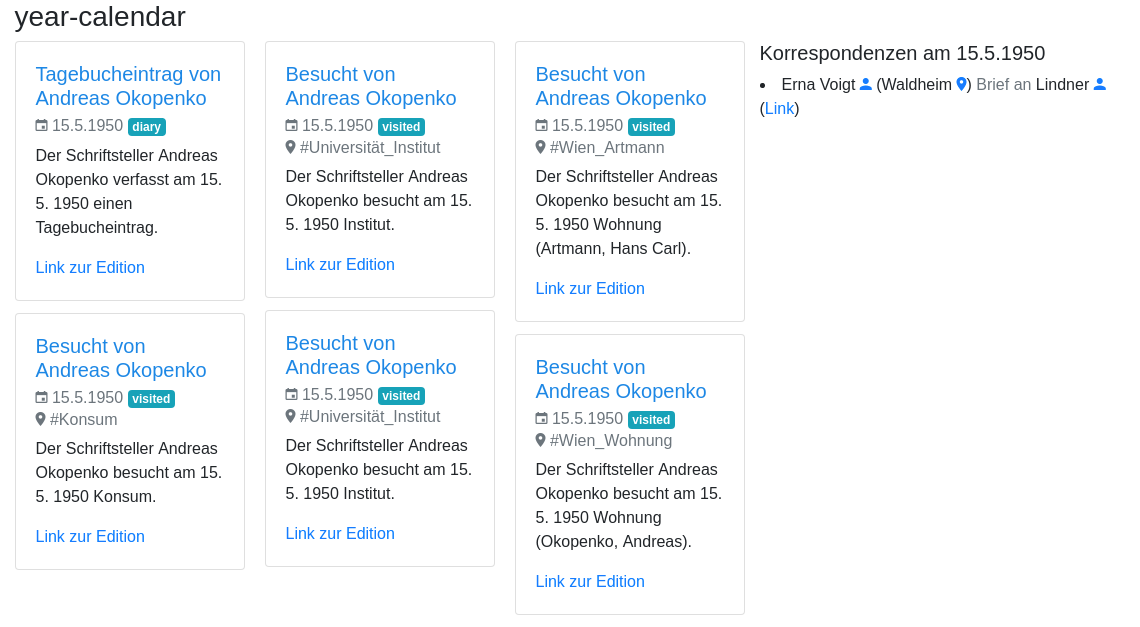 year-calendar
Tagebucheintrag von
Andreas Okopenko
15.5.1950 diary
Der Schriftsteller Andreas
Okopenko verfasst am 15.
5. 1950 einen
Tagebucheintrag.
Link zur Edition
Besucht von
Andreas Okopenko
15.5.1950 visited
#Konsum
Der Schriftsteller Andreas
Okopenko besucht am 15.
5. 1950 Konsum.
Link zur Edition
Besucht von
Andreas Okopenko
15.5.1950 visited
#Universität_Institut
Der Schriftsteller Andreas
Okopenko besucht am 15.
5. 1950 Institut.
Link zur Edition
Besucht von
Andreas Okopenko
15.5.1950 visited
#Universität_Institut
Der Schriftsteller Andreas
Okopenko besucht am 15.
5. 1950 Institut.
Link zur Edition
Besucht von
Andreas Okopenko
15.5.1950 visited
#Wien_Artmann
Der Schriftsteller Andreas
Okopenko besucht am 15.
5. 1950 Wohnung
(Artmann, Hans Carl).
Link zur Edition
Besucht von
Andreas Okopenko
15.5.1950 visited
#Wien_Wohnung
Der Schriftsteller Andreas
Okopenko besucht am 15.
5. 1950 Wohnung
(Okopenko, Andreas).
Link zur Edition
Korrespondenzen am 15.5.1950
• Erna Voigt (Waldheim) Brief an Lindner
(Link)